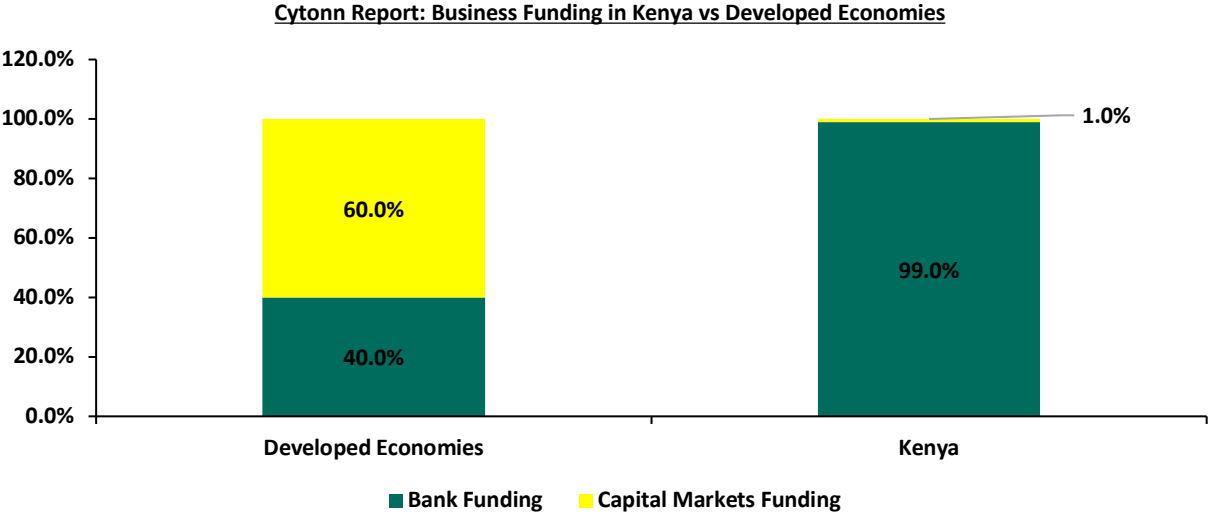 Cytonn Report: Business Funding in Kenya vs Developed Economies
120.0%
100.0%
80.0%
60.0%
40.0%
20.0%
0.0%
60.0%
40.0%
1.0%
99.0%
Developed Economies
Kenya
Bank Funding
Capital Markets Funding